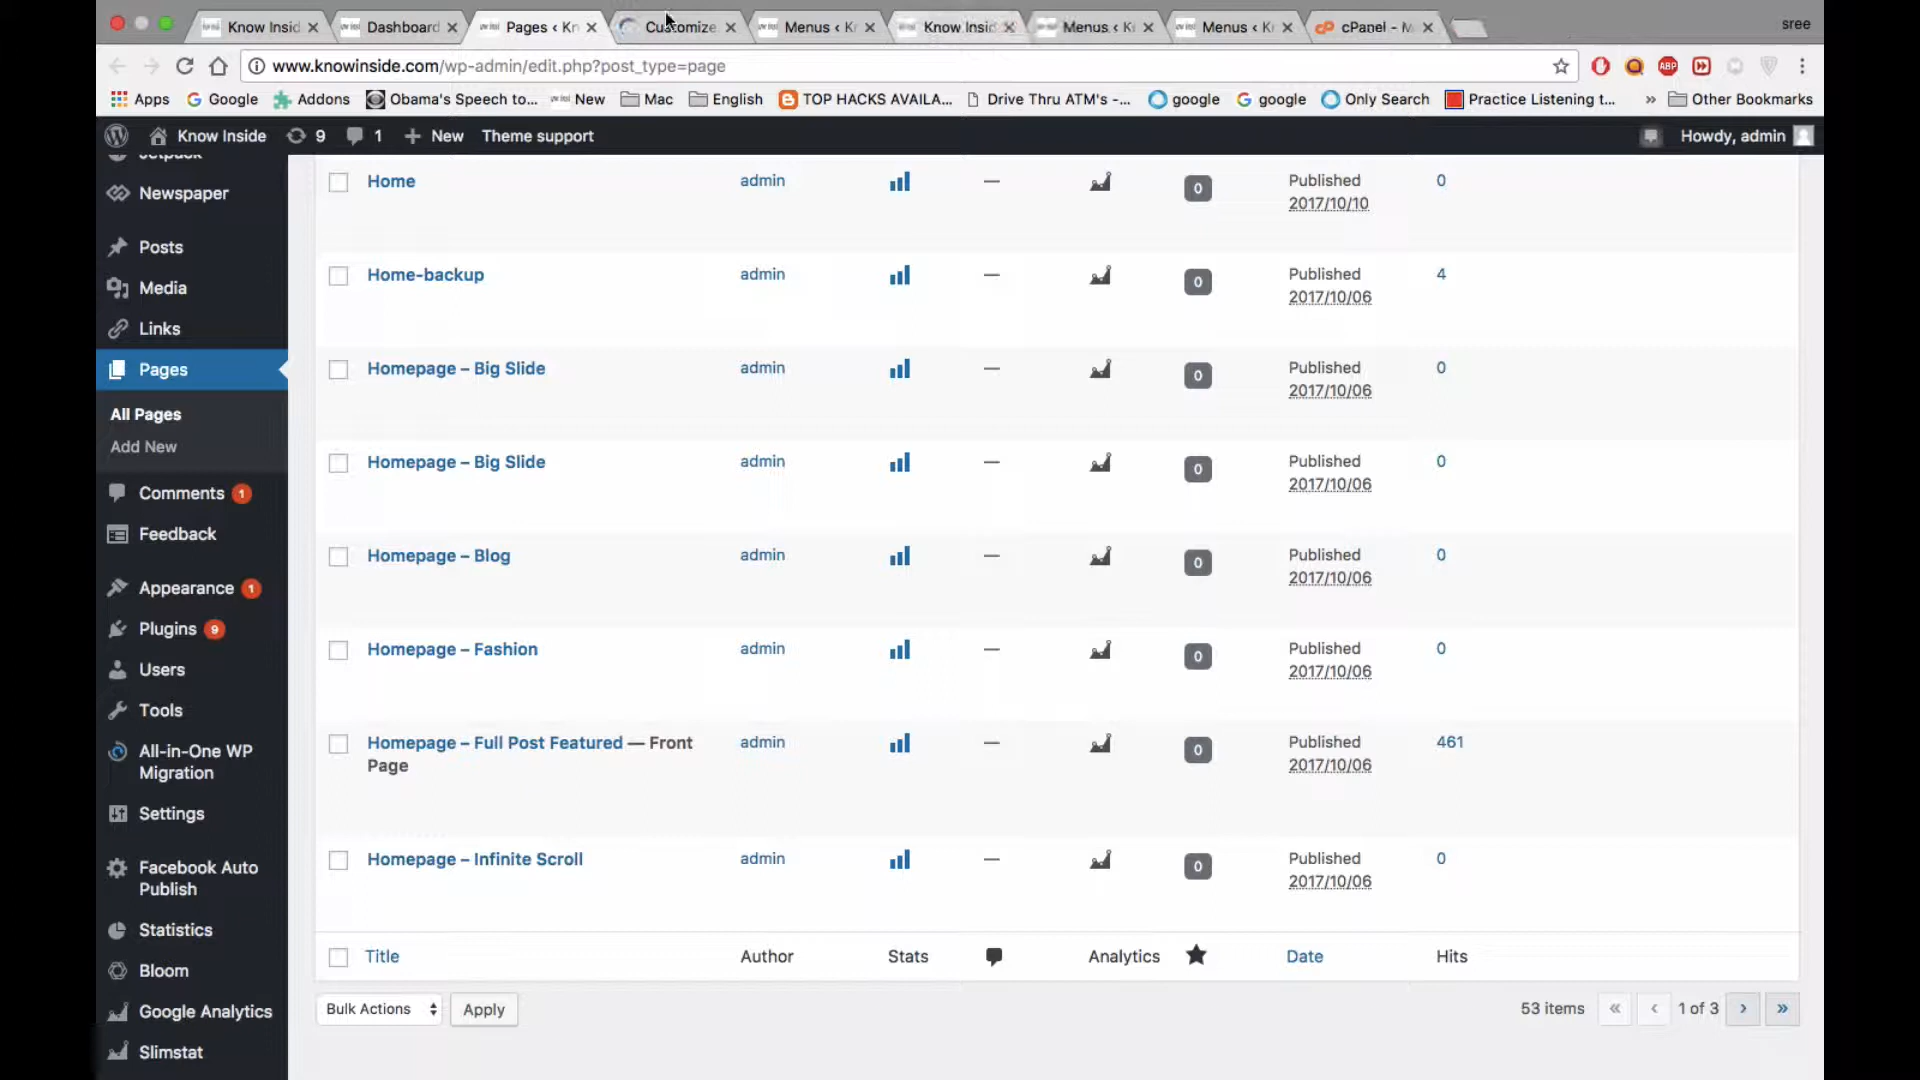 Know Insid
Dashboard
Pages ‹ Kn
Customize
Menus ‹ Kr
Know Insid
Menus ‹ Ki
Menus ‹ Ki
cPanel - M
sree
www.knowinside.com/wp-admin/edit.php?post_type=page
ABP
Apps
Google
Addons
Obama's Speech to...
New
Mac
English
TOP HACKS AVAILA...
Drive Thru ATM's -...
google
google
Only Search
Practice Listening t...
»
Other Bookmarks
Know Inside
9
1
New
Theme support
Howdy, admin
Jetpack
Newspaper
Posts
Media
Links
Pages
All Pages
Add New
Comments 1
Feedback
Appearance 1
Plugins 9
Users
Tools
All-in-One WP
Migration
Settings
Facebook Auto
Publish
Statistics
Bloom
Google Analytics
Slimstat
Home admin — 0 Published 0
2017/10/10
Home-backup admin — 0 Published 4
2017/10/06
Homepage – Big Slide admin — 0 Published 0
2017/10/06
Homepage – Big Slide admin — 0 Published 0
2017/10/06
Homepage – Blog admin — 0 Published 0
2017/10/06
Homepage – Fashion admin — 0 Published 0
2017/10/06
Homepage – Full Post Featured — Front admin — 0 Published 461
Page 2017/10/06
Homepage – Infinite Scroll admin — 0 Published 0
2017/10/06
Title Author Stats Analytics Date Hits
Bulk Actions Apply 53 items « ‹ 1 of 3 › »